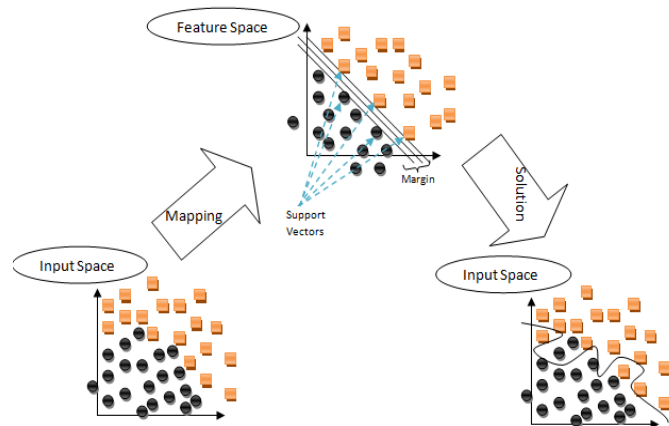 Feature Space
Mapping
Support
Vectors
Margin
Solution
Input Space
Input Space